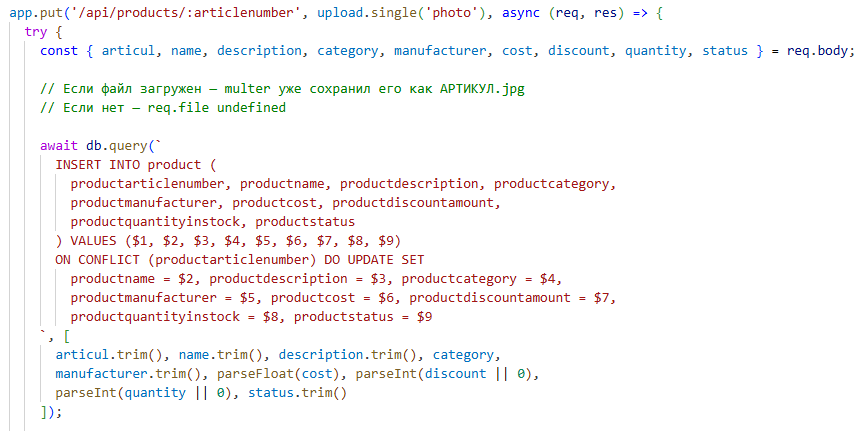 app.put('/api/products/:articlenumber', upload.single('photo'), async (req, res) => {
try {
const { articul, name, description, category, manufacturer, cost, discount, quantity, status } = req.body;
// Если файл загружен — multer уже сохранил его как АРТИКУЛ.jpg
// Если нет — req.file undefined
await db.query(`
INSERT INTO product (
productarticlenumber, productname, productdescription, productcategory,
productmanufacturer, productcost, productdiscountamount,
productquantityinstock, productstatus
) VALUES ($1, $2, $3, $4, $5, $6, $7, $8, $9)
ON CONFLICT (productarticlenumber) DO UPDATE SET
productname = $2, productdescription = $3, productcategory = $4,
productmanufacturer = $5, productcost = $6, productdiscountamount = $7,
productquantityinstock = $8, productstatus = $9
`, [
articul.trim(), name.trim(), description.trim(), category,
manufacturer.trim(), parseFloat(cost), parseInt(discount || 0),
parseInt(quantity || 0), status.trim()
]);